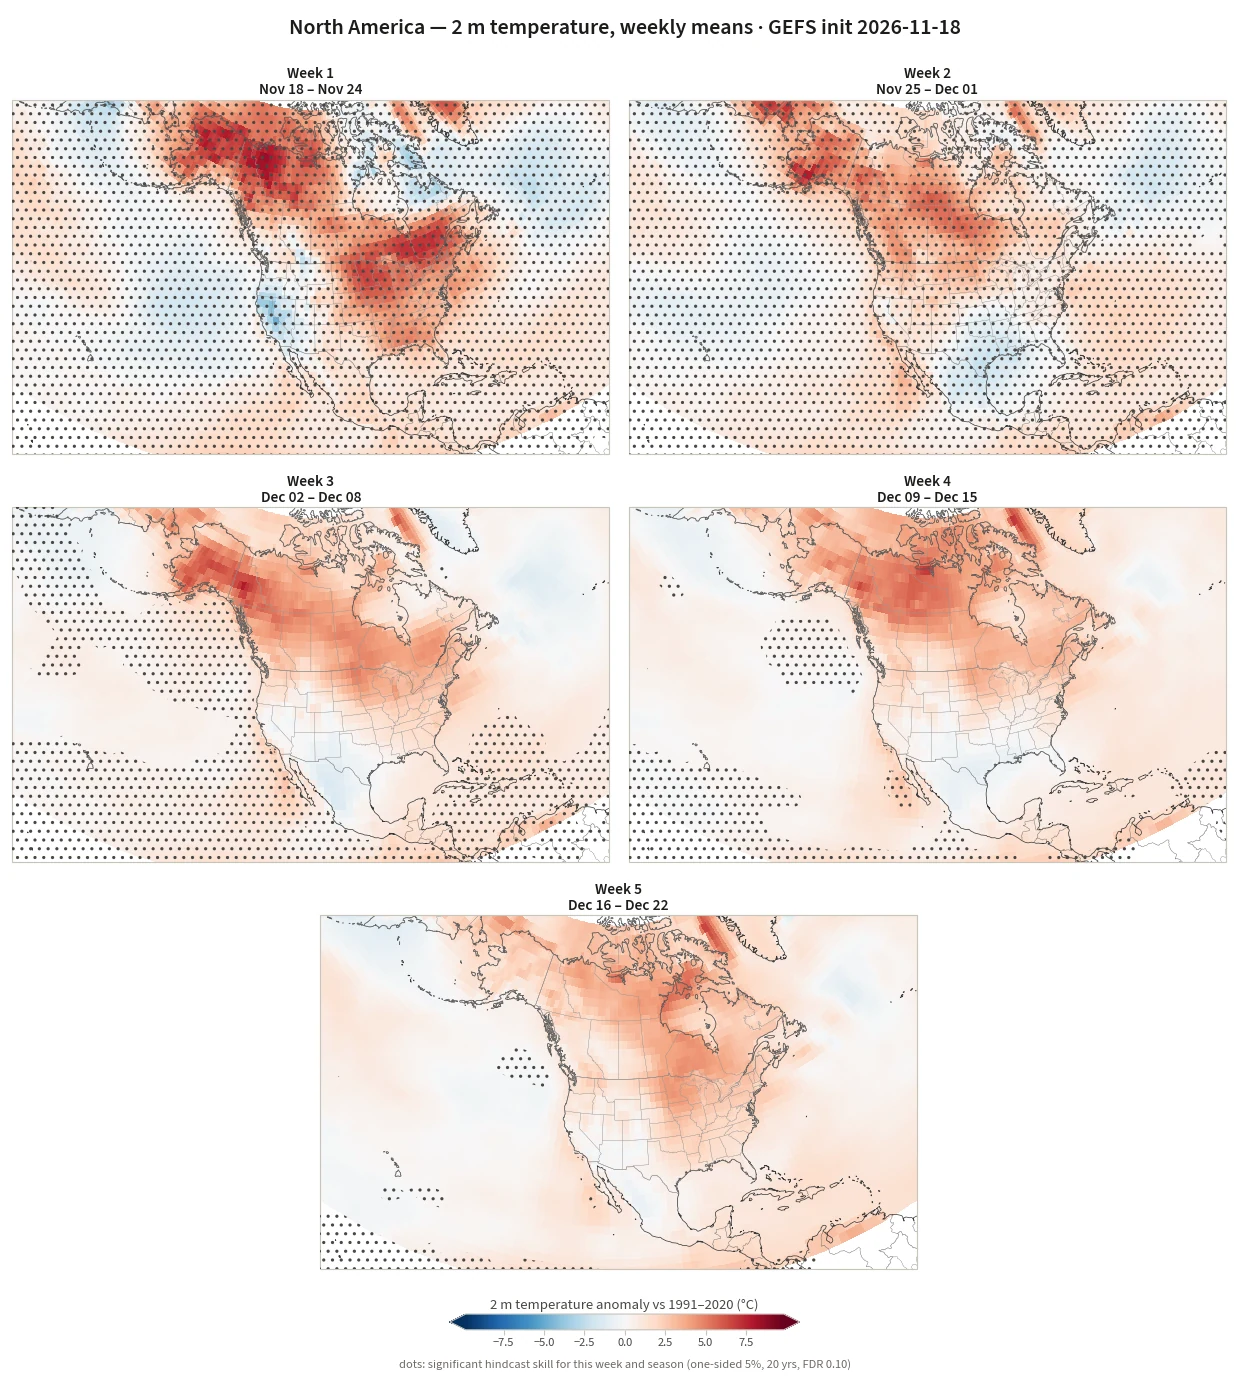 North America — 2 m temperature, weekly means · GEFS init 2026-11-18
Week 1
Nov 18 – Nov 24
Week 2
Nov 25 – Dec 01
Week 3
Dec 02 – Dec 08
Week 4
Dec 09 – Dec 15
Week 5
Dec 16 – Dec 22
2 m temperature anomaly vs 1991–2020 (°C)
−7.5 −5.0 −2.5 0.0 2.5 5.0 7.5
dots: significant hindcast skill for this week and season (one-sided 5%, 20 yrs, FDR 0.10)